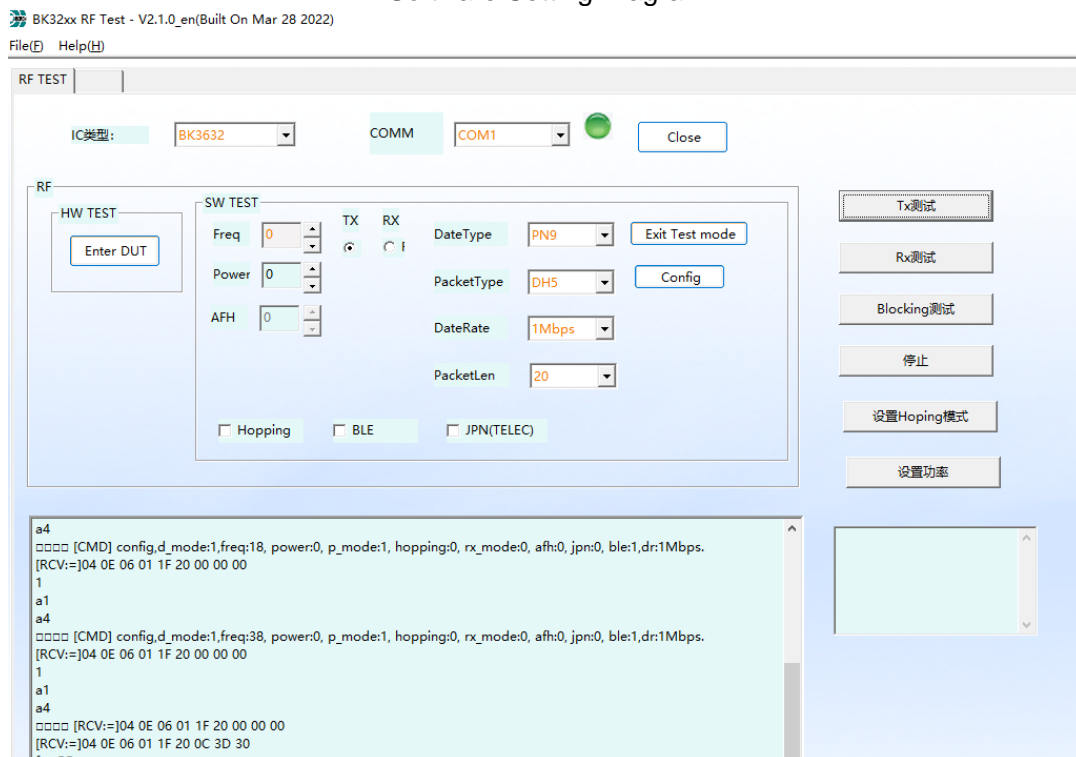 BK32xx RF Test - V2.1.0_en(Built On Mar 28 2022)
File(F) Help(H)
RF TEST
IC类型: BK3632 COMM COM1 Close
RF
HW TEST
Enter DUT
SW TEST
Freq 0 TX RX DateType PN9 Exit Test mode
Power 0 PacketType DH5 Config
AFH 0 DateRate 1Mbps
PacketLen 20
Hopping BLE JPN(TELEC)
Tx测试
Rx测试
Blocking测试
停止
设置Hoping模式
设置功率
a4
□□□□ [CMD] config,d_mode:1,freq:18, power:0, p_mode:1, hopping:0, rx_mode:0, afh:0, jpn:0, ble:1,dr:1Mbps.
[RCV:=]04 0E 06 01 1F 20 00 00 00
1
a1
a4
□□□□ [CMD] config,d_mode:1,freq:38, power:0, p_mode:1, hopping:0, rx_mode:0, afh:0, jpn:0, ble:1,dr:1Mbps.
[RCV:=]04 0E 06 01 1F 20 00 00 00
1
a1
a4
□□□□ [RCV:=]04 0E 06 01 1F 20 00 00 00
[RCV:=]04 0E 06 01 1F 20 0C 3D 30